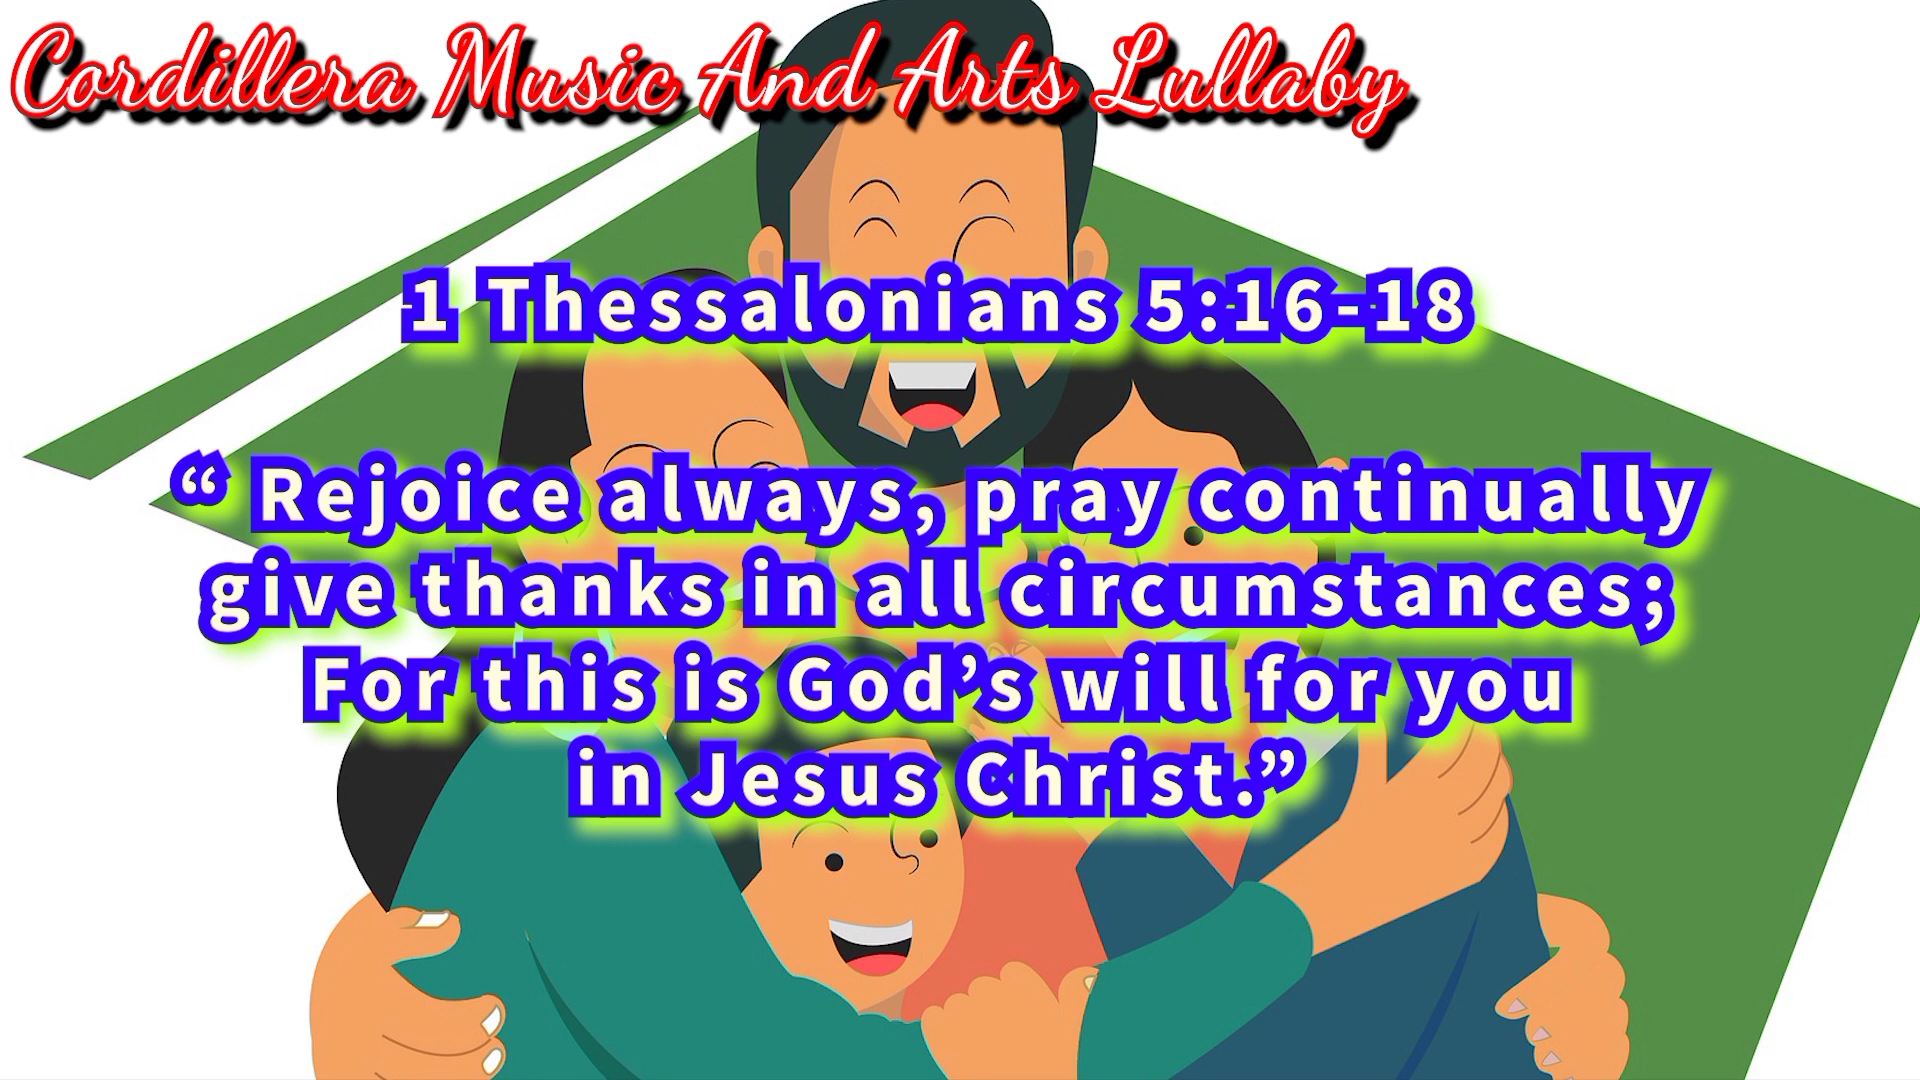 Cordillera Music And Arts Lullaby
1 Thessalonians 5:16-18
“ Rejoice always, pray continually
give thanks in all circumstances;
For this is God’s will for you
in Jesus Christ.”